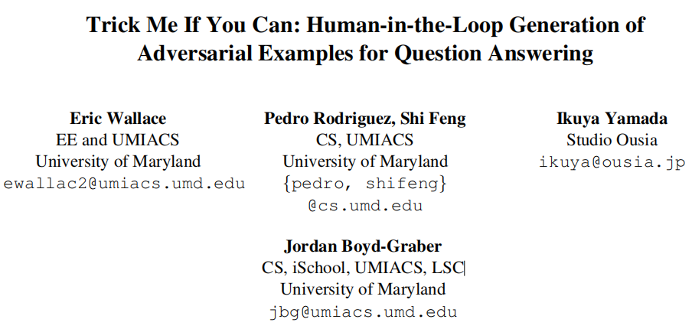 Trick Me If You Can: Human-in-the-Loop Generation of
Adversarial Examples for Question Answering
Eric Wallace
EE and UMIACS
University of Maryland
ewallac2@umiacs.umd.edu
Pedro Rodriguez, Shi Feng
CS, UMIACS
University of Maryland
{pedro, shifeng}
@cs.umd.edu
Ikuya Yamada
Studio Ousia
ikuya@ousia.jp
Jordan Boyd-Graber
CS, iSchool, UMIACS, LSC
University of Maryland
jbg@umiacs.umd.edu